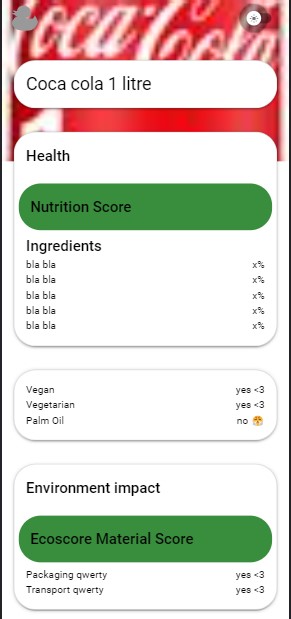 Coca-Cola
Coca cola 1 litre
Health
Nutrition Score
Ingredients
bla bla x%
bla bla x%
bla bla x%
bla bla x%
bla bla x%
Vegan yes <3
Vegetarian yes <3
Palm Oil no 😤
Environment impact
Ecoscore Material Score
Packaging qwerty yes <3
Transport qwerty yes <3